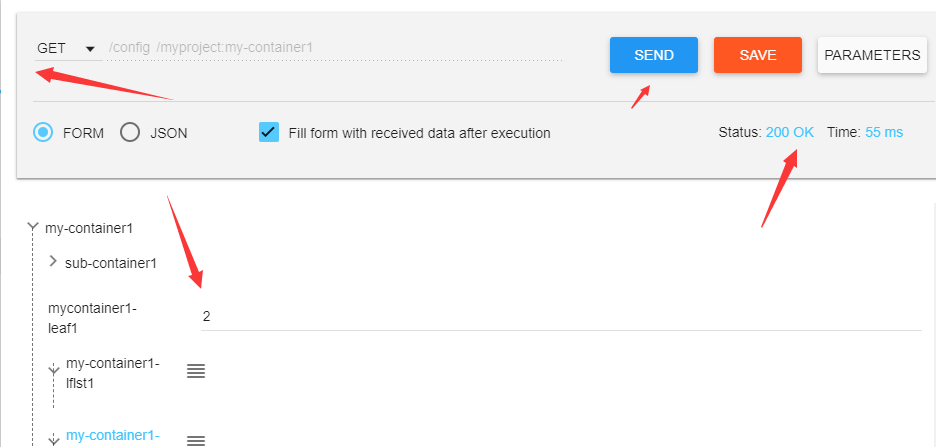 GET /config /myproject:my-container1 SEND SAVE PARAMETERS
FORM JSON Fill form with received data after execution Status: 200 OK Time: 55 ms
my-container1
sub-container1
mycontainer1-
leaf1
2
my-container1-
lflst1
my-container1-